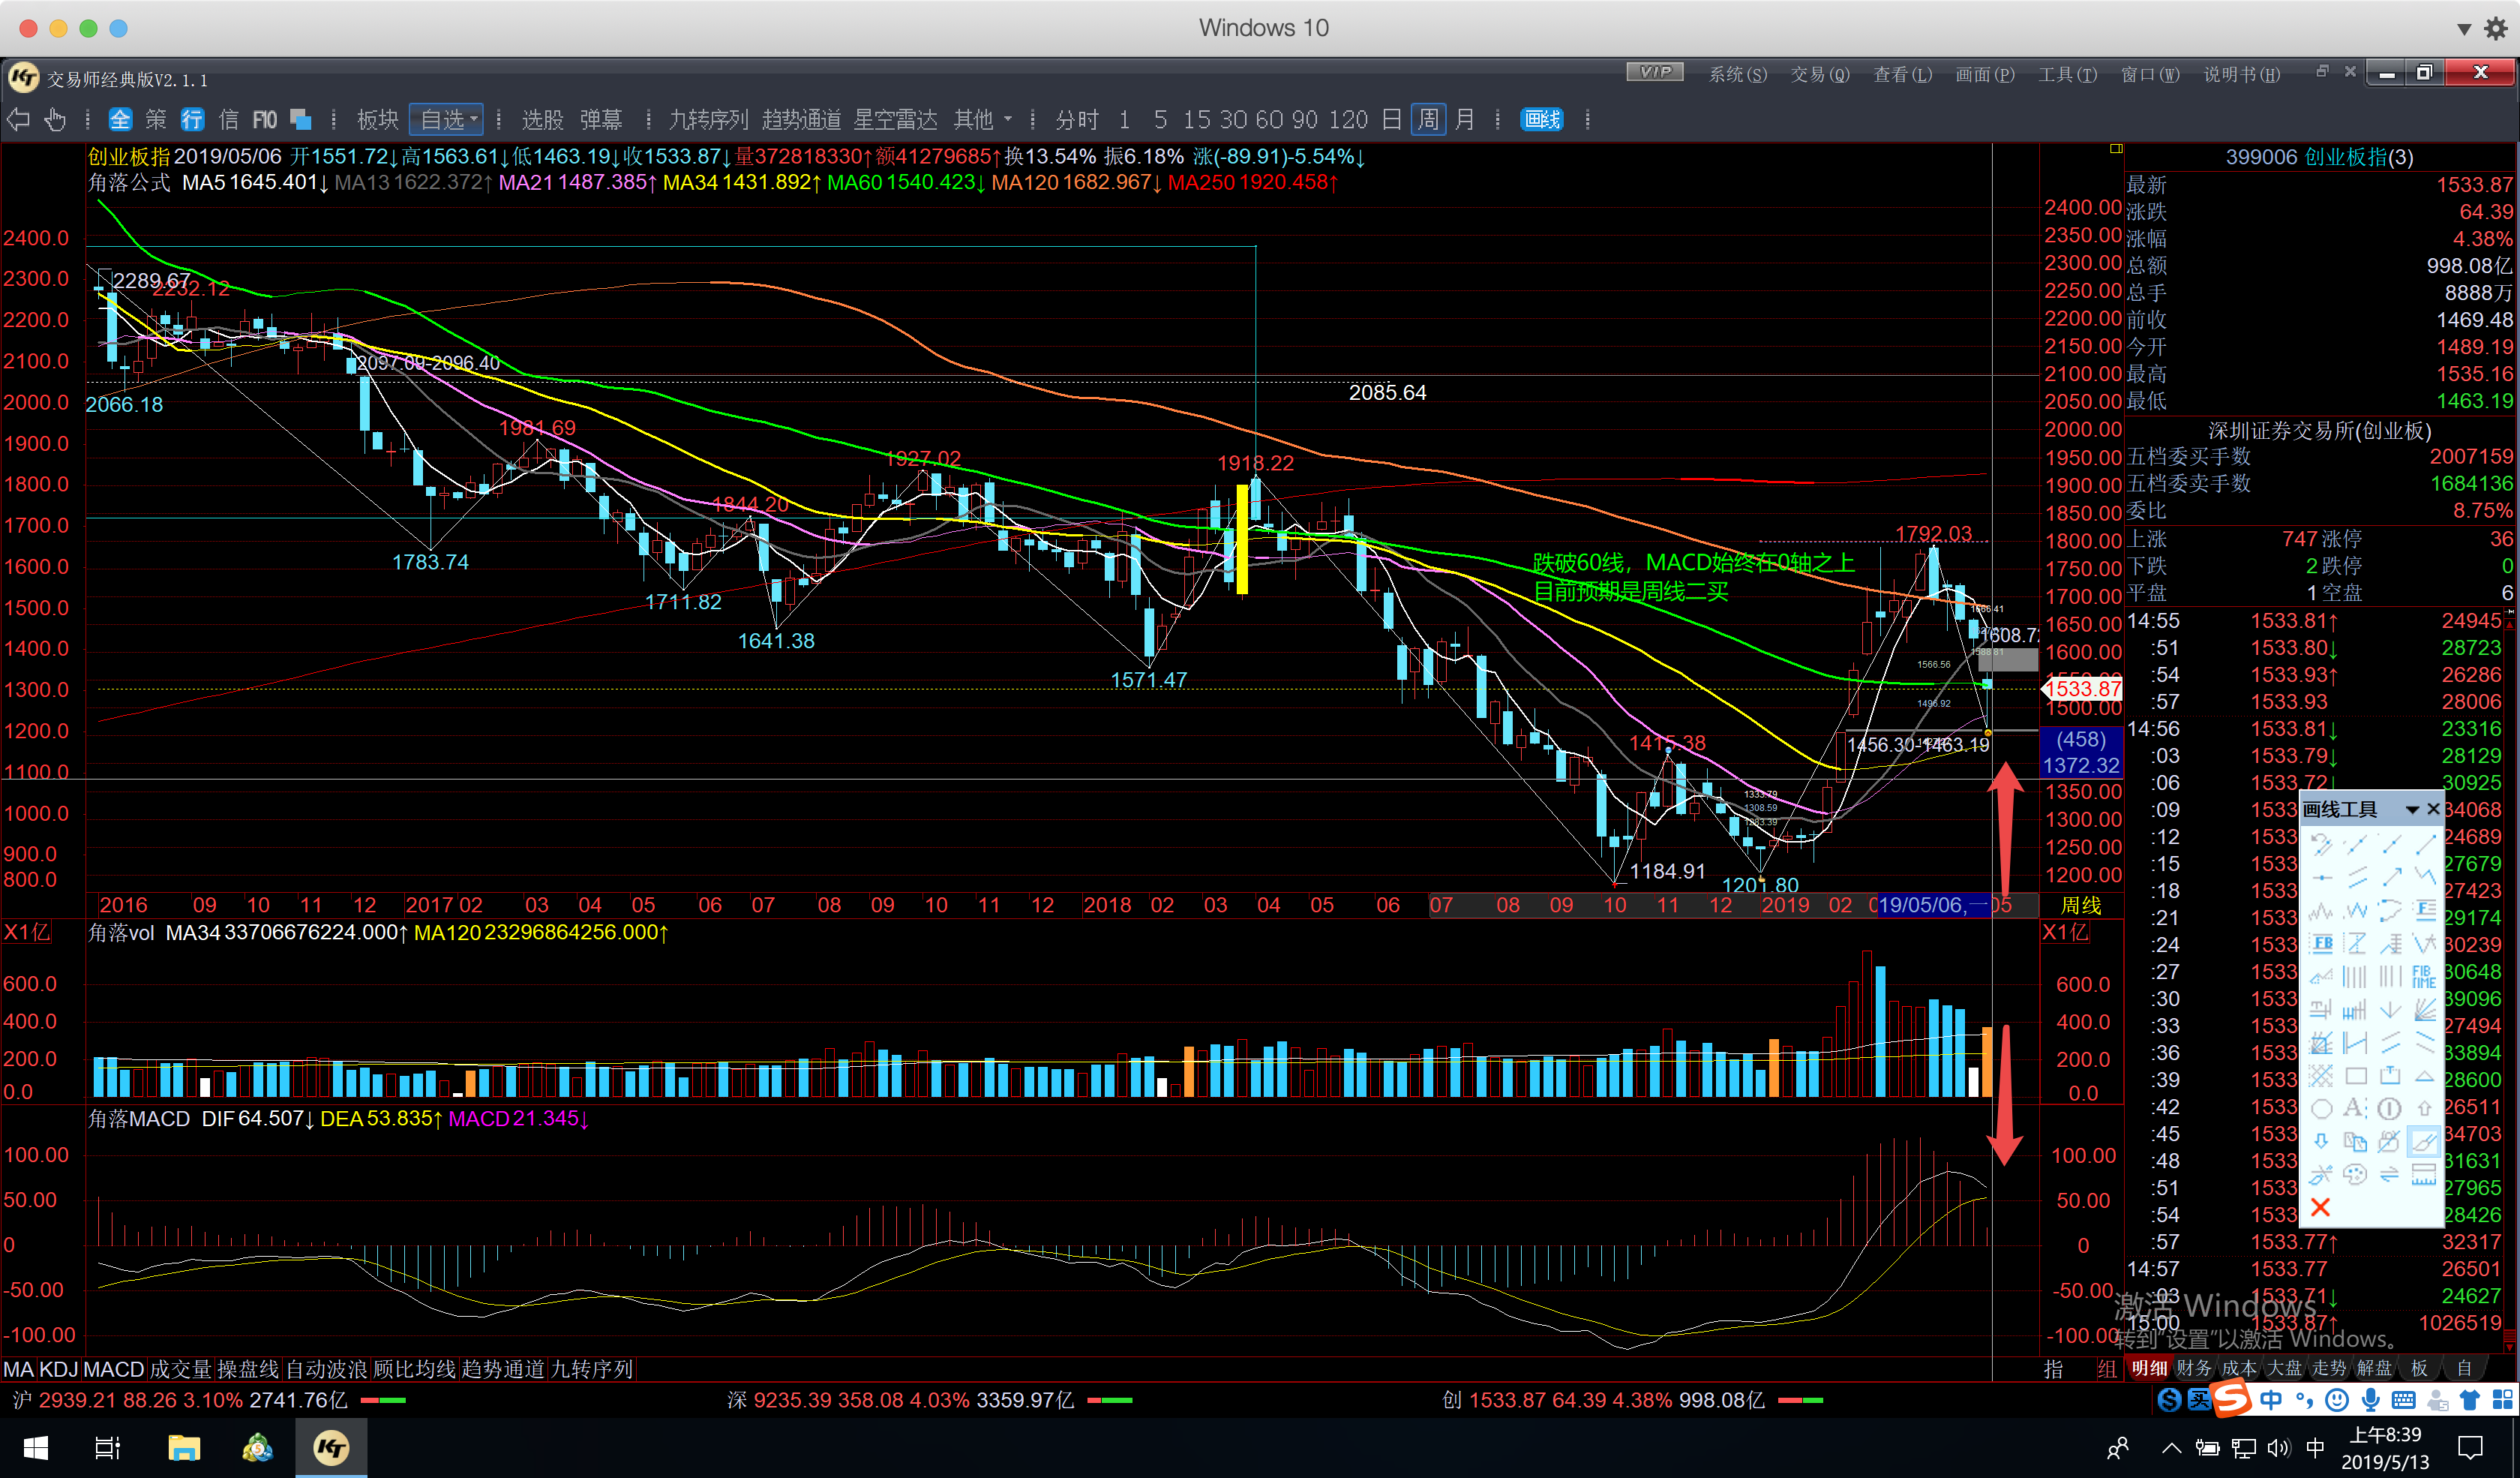 Windows 10
交易师经典版V2.1.1
VIP 系统(S) 交易(Q) 查看(L) 画面(P) 工具(T) 窗口(W) 说明书(H)
全 策 行 信 F10 板块 自选 选股 弹幕 九转序列 趋势通道 星空雷达 其他 分时 1 5 15 30 60 90 120 日 周 月 画线
创业板指2019/05/06 开1551.72↓高1563.61↓低1463.19↓收1533.87↓量372818330↑额41279685↑换13.54% 振6.18% 涨(-89.91)-5.54%↓
角落公式 MA5 1645.401↓ MA13 1622.372↑ MA21 1487.385↑ MA34 1431.892↑ MA60 1540.423↓ MA120 1682.967↓ MA250 1920.458↑
2400.0
2300.0
2200.0
2100.0
2000.0
1900.0
1800.0
1700.0
1600.0
1500.0
1400.0
1300.0
1200.0
1100.0
1000.0
900.0
800.0
2289.67
2232.12
2066.18
2097.09-2096.40
2085.64
1981.69
1783.74
1711.82
1844.20
1641.38
1927.02
1571.47
1918.22
跌破60线，MACD始终在0轴之上
目前预期是周线二买
1792.03
1566.56
1496.92
1456.30-1463.19
1415.38
1333.79
1308.59
1283.39
1184.91
1201.80
2400.00
2350.00
2300.00
2250.00
2200.00
2150.00
2100.00
2050.00
2000.00
1950.00
1900.00
1850.00
1800.00
1750.00
1700.00
1650.00
1600.00
1533.87
1500.00
(458)
1372.32
1350.00
1300.00
1250.00
1200.00
2016 09 10 11 12 2017 02 03 04 05 06 07 08 09 10 11 12 2018 02 03 04 05 06 07 08 09 10 11 12 2019 02 19/05/06,一 05 周线
X1亿 角落vol MA34 33706676224.000↑ MA120 23296864256.000↑ X1亿
600.0 600.0
400.0 400.0
200.0 200.0
0.0 0.0
角落MACD DIF 64.507↓ DEA 53.835↑ MACD 21.345↓
100.00 100.00
50.00 50.00
0 0
-50.00 -50.00
-100.00 -100.00
MA KDJ MACD 成交量 操盘线 自动波浪 顾比均线 趋势通道 九转序列 指 组
399006 创业板指(3)
最新 1533.87
涨跌 64.39
涨幅 4.38%
总额 998.08亿
总手 8888万
前收 1469.48
今开 1489.19
最高 1535.16
最低 1463.19
深圳证券交易所(创业板)
五档委买手数 2007159
五档委卖手数 1684136
委比 8.75%
上涨 747 涨停 36
下跌 2 跌停 0
平盘 1 空盘 6
14:55 1533.81↑ 24945
:51 1533.80↓ 28723
:54 1533.93↑ 26286
:57 1533.93 28006
14:56 1533.81↓ 23316
:03 1533.79↓ 28129
:06 1533.72↓ 30925
:09 1533 34068
:12 1533 24689
:15 1533 27679
:18 1533 27423
:21 1533 29119
:24 1533 30239
:27 1533 30648
:30 1533 39096
:33 1533 27494
:36 1533 33894
:39 1533 28600
:42 1533 26511
:45 1533 34703
:48 1533 31631
:51 1533 27965
:54 1533 28426
:57 1533.77↑ 32317
14:57 1533.77 26501
:03 1533.71↓ 24627
15:00 1533.87↑ 1026519
画线工具
FB
FIB TIME
激活 Windows
转到"设置"以激活 Windows。
明细 财务 成本 大盘 走势 解盘 板 自
沪 2939.21 88.26 3.10% 2741.76亿 深 9235.39 358.08 4.03% 3359.97亿 创 1533.87 64.39 4.38% 998.08亿
中
中 上午8:39
2019/5/13